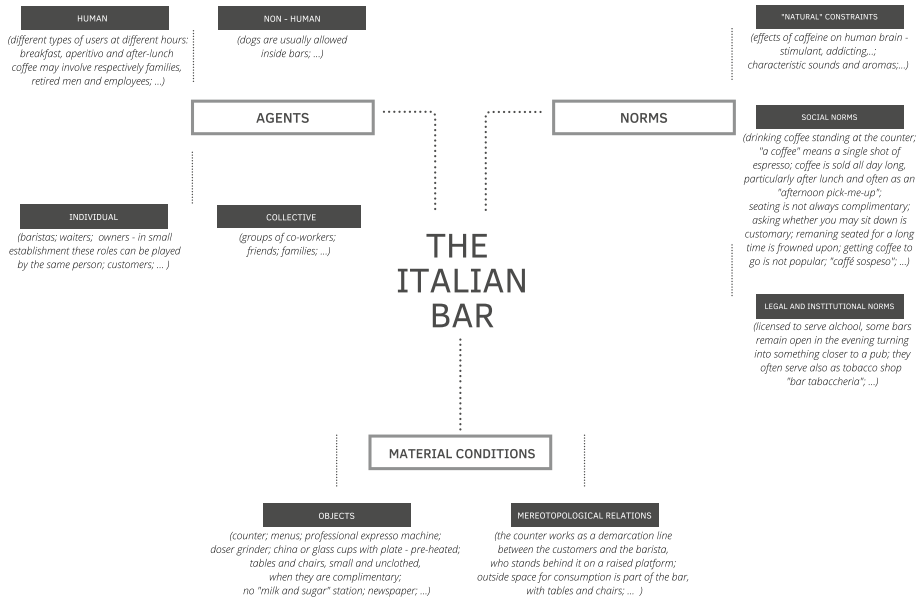 HUMAN
(different types of users at different hours:
breakfast, aperitivo and after-lunch
coffee may involve respectively families,
retired men and employees; ...)
NON - HUMAN
(dogs are usually allowed
inside bars; ...)
AGENTS
INDIVIDUAL
(baristas; waiters;  owners - in small
establishment these roles can be played
by the same person; customers; ... )
COLLECTIVE
(groups of co-workers;
friends; families; ...)
THE
ITALIAN
BAR
NORMS
"NATURAL" CONSTRAINTS
(effects of caffeine on human brain -
stimulant, addicting,..;
characteristic sounds and aromas;...)
SOCIAL NORMS
(drinking coffee standing at the counter;
"a coffee" means a single shot of
espresso; coffee is sold all day long,
particularly after lunch and often as an
"afternoon pick-me-up";
seating is not always complimentary;
asking whether you may sit down is
customary; remaning seated for a long
time is frowned upon; getting coffee to
go is not popular; "caffé sospeso"; ...)
LEGAL AND INSTITUTIONAL NORMS
(licensed to serve alchool, some bars
remain open in the evening turning
into something closer to a pub; they
often serve also as tobacco shop
"bar tabaccheria"; ...)
MATERIAL CONDITIONS
OBJECTS
(counter; menus; professional expresso machine;
doser grinder; china or glass cups with plate - pre-heated;
tables and chairs, small and unclothed,
when they are complimentary;
no "milk and sugar" station; newspaper; ...)
MEREOTOPOLOGICAL RELATIONS
(the counter works as a demarcation line
between the customers and the barista,
who stands behind it on a raised platform;
outside space for consumption is part of the bar,
with tables and chairs; ...  )